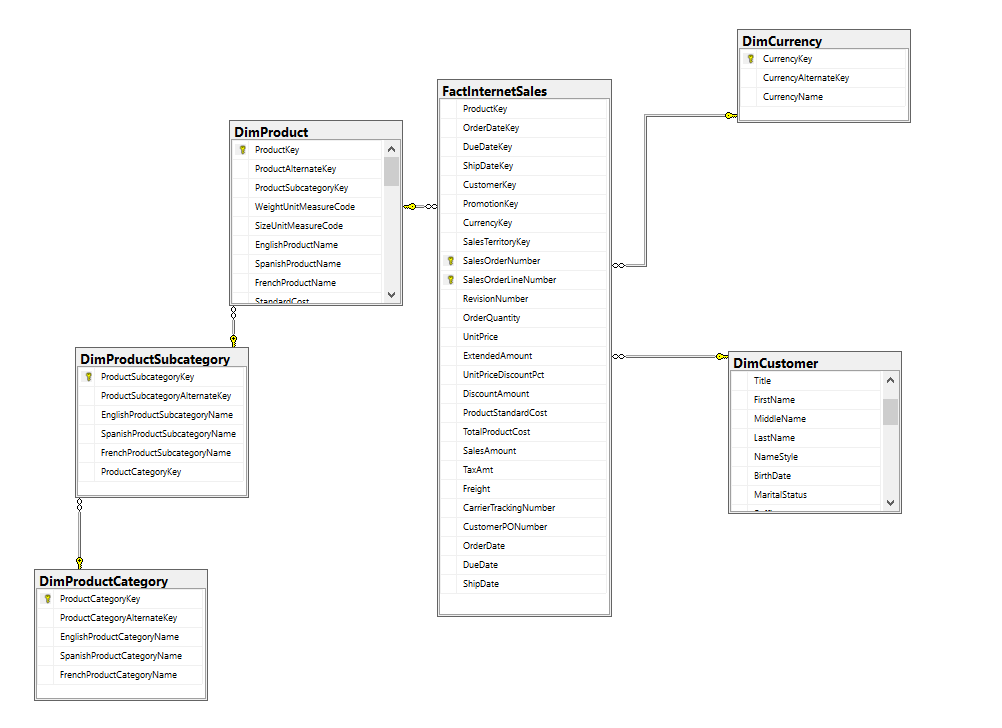 DimCurrency
CurrencyKey
CurrencyAlternateKey
CurrencyName
FactInternetSales
ProductKey
OrderDateKey
DueDateKey
ShipDateKey
CustomerKey
PromotionKey
CurrencyKey
SalesTerritoryKey
SalesOrderNumber
SalesOrderLineNumber
RevisionNumber
OrderQuantity
UnitPrice
ExtendedAmount
UnitPriceDiscountPct
DiscountAmount
ProductStandardCost
TotalProductCost
SalesAmount
TaxAmt
Freight
CarrierTrackingNumber
CustomerPONumber
OrderDate
DueDate
ShipDate
DimProduct
ProductKey
ProductAlternateKey
ProductSubcategoryKey
WeightUnitMeasureCode
SizeUnitMeasureCode
EnglishProductName
SpanishProductName
FrenchProductName
StandardCost
DimProductSubcategory
ProductSubcategoryKey
ProductSubcategoryAlternateKey
EnglishProductSubcategoryName
SpanishProductSubcategoryName
FrenchProductSubcategoryName
ProductCategoryKey
DimCustomer
Title
FirstName
MiddleName
LastName
NameStyle
BirthDate
MaritalStatus
DimProductCategory
ProductCategoryKey
ProductCategoryAlternateKey
EnglishProductCategoryName
SpanishProductCategoryName
FrenchProductCategoryName